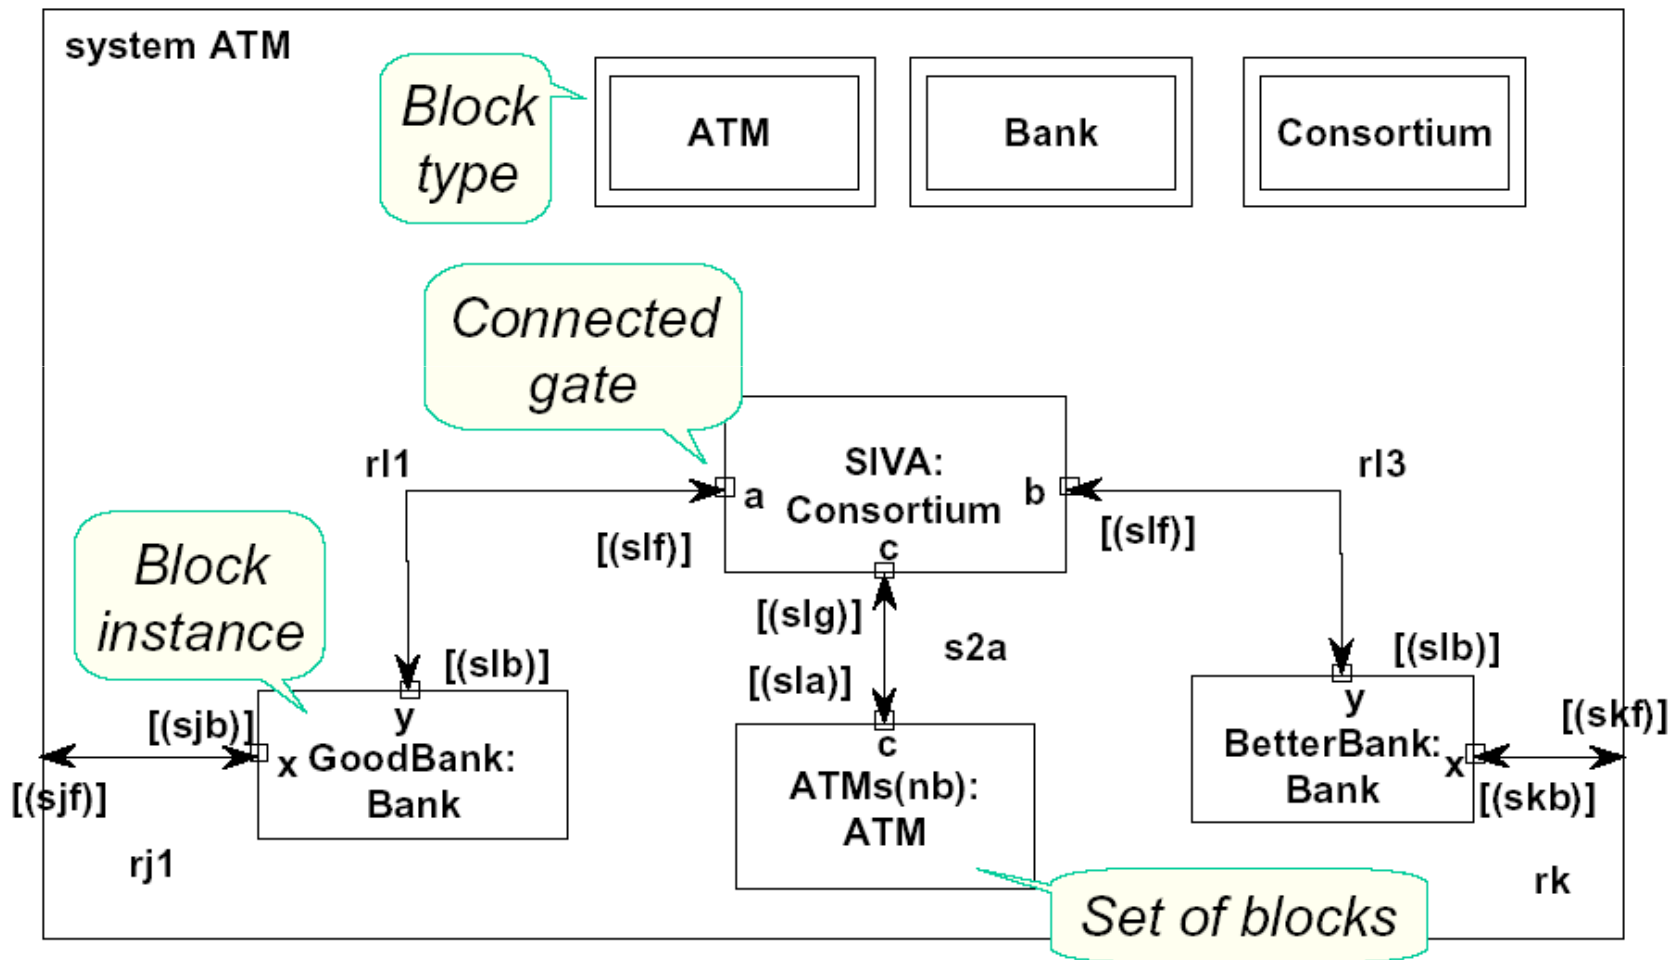 system ATM
Block
type
ATM
Bank
Consortium
Connected
gate
rl1
SIVA:
rl3
a
b
Consortium
[(slf)]
c
[(slf)]
Block
instance
[(slg)]
s2a
[(slb)]
[(sla)]
[(slb)]
[(sjb)]
y
c
y
[(skf)]
x
GoodBank:
Bank
ATMs(nb):
ATM
BetterBank:
Bank
x
[(sjf)]
[(skb)]
rj1
rk
Set of blocks